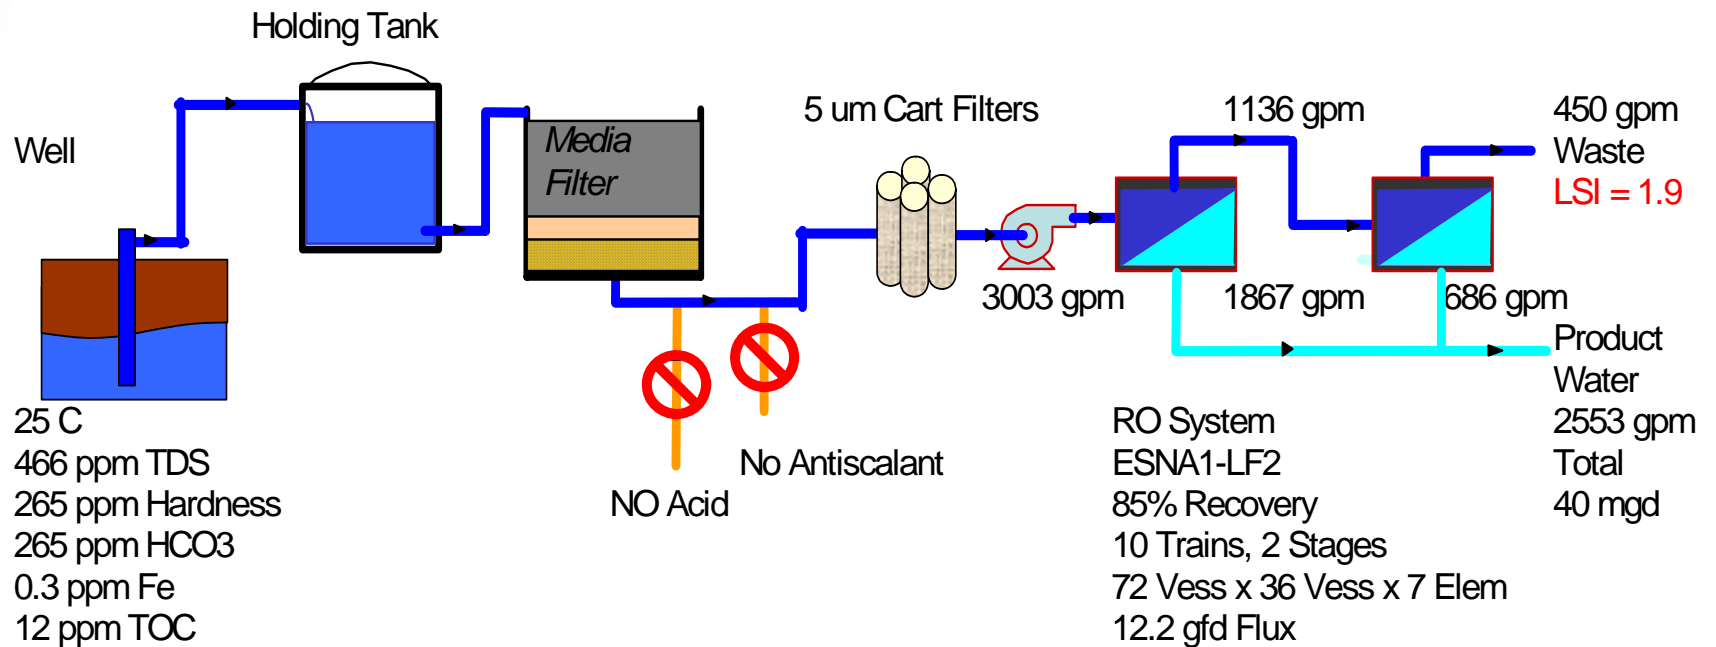 Holding Tank
Well
Media
Filter
5 um Cart Filters
1136 gpm
450 gpm
Waste
LSI = 1.9
3003 gpm
1867 gpm
686 gpm
Product
Water
2553 gpm
Total
40 mgd
NO Acid
No Antiscalant
25 C
466 ppm TDS
265 ppm Hardness
265 ppm HCO3
0.3 ppm Fe
12 ppm TOC
RO System
ESNA1-LF2
85% Recovery
10 Trains, 2 Stages
72 Vess x 36 Vess x 7 Elem
12.2 gfd Flux